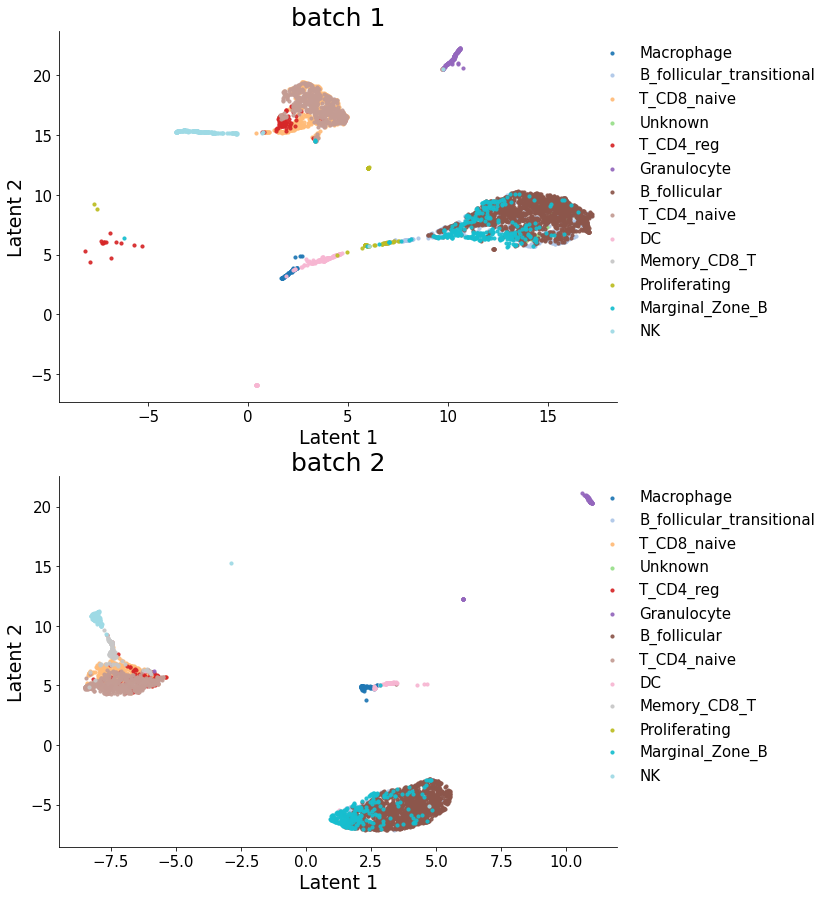 batch 1
20
15
10
5
0
−5
Latent 2
−5
0
5
10
15
Latent 1
Macrophage
B_follicular_transitional
T_CD8_naive
Unknown
T_CD4_reg
Granulocyte
B_follicular
T_CD4_naive
DC
Memory_CD8_T
Proliferating
Marginal_Zone_B
NK
batch 2
20
15
10
5
0
−5
Latent 2
−7.5
−5.0
−2.5
0.0
2.5
5.0
7.5
10.0
Latent 1
Macrophage
B_follicular_transitional
T_CD8_naive
Unknown
T_CD4_reg
Granulocyte
B_follicular
T_CD4_naive
DC
Memory_CD8_T
Proliferating
Marginal_Zone_B
NK